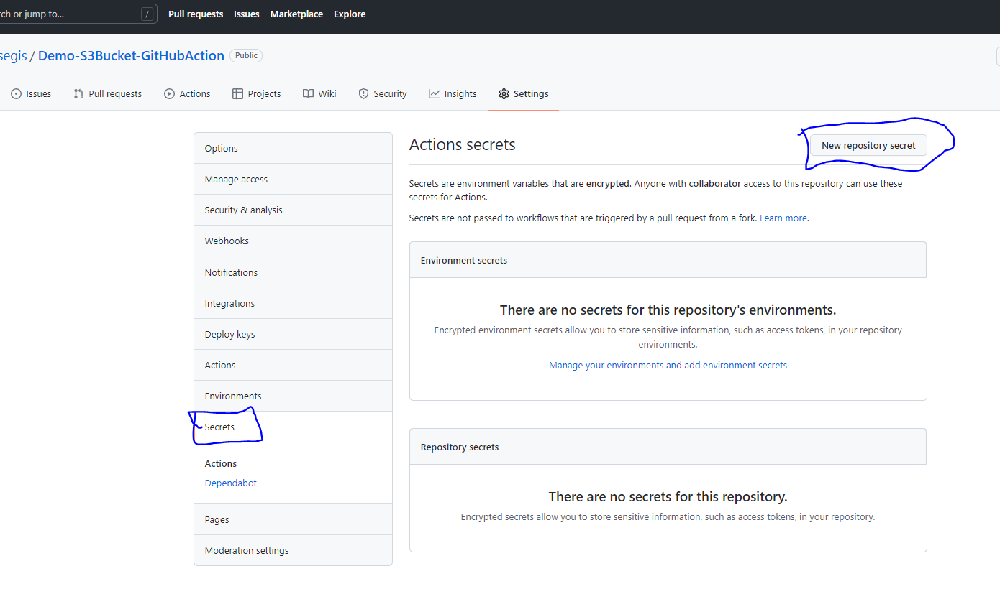 rch or jump to... /
Pull requests Issues Marketplace Explore
segis / Demo-S3Bucket-GitHubAction Public
Issues Pull requests Actions Projects Wiki Security Insights Settings
Options
Manage access
Security & analysis
Webhooks
Notifications
Integrations
Deploy keys
Actions
Environments
Secrets
Actions
Dependabot
Pages
Moderation settings
Actions secrets
New repository secret
Secrets are environment variables that are encrypted. Anyone with collaborator access to this repository can use these
secrets for Actions.
Secrets are not passed to workflows that are triggered by a pull request from a fork. Learn more.
Environment secrets
There are no secrets for this repository's environments.
Encrypted environment secrets allow you to store sensitive information, such as access tokens, in your repository
environments.
Manage your environments and add environment secrets
Repository secrets
There are no secrets for this repository.
Encrypted secrets allow you to store sensitive information, such as access tokens, in your repository.